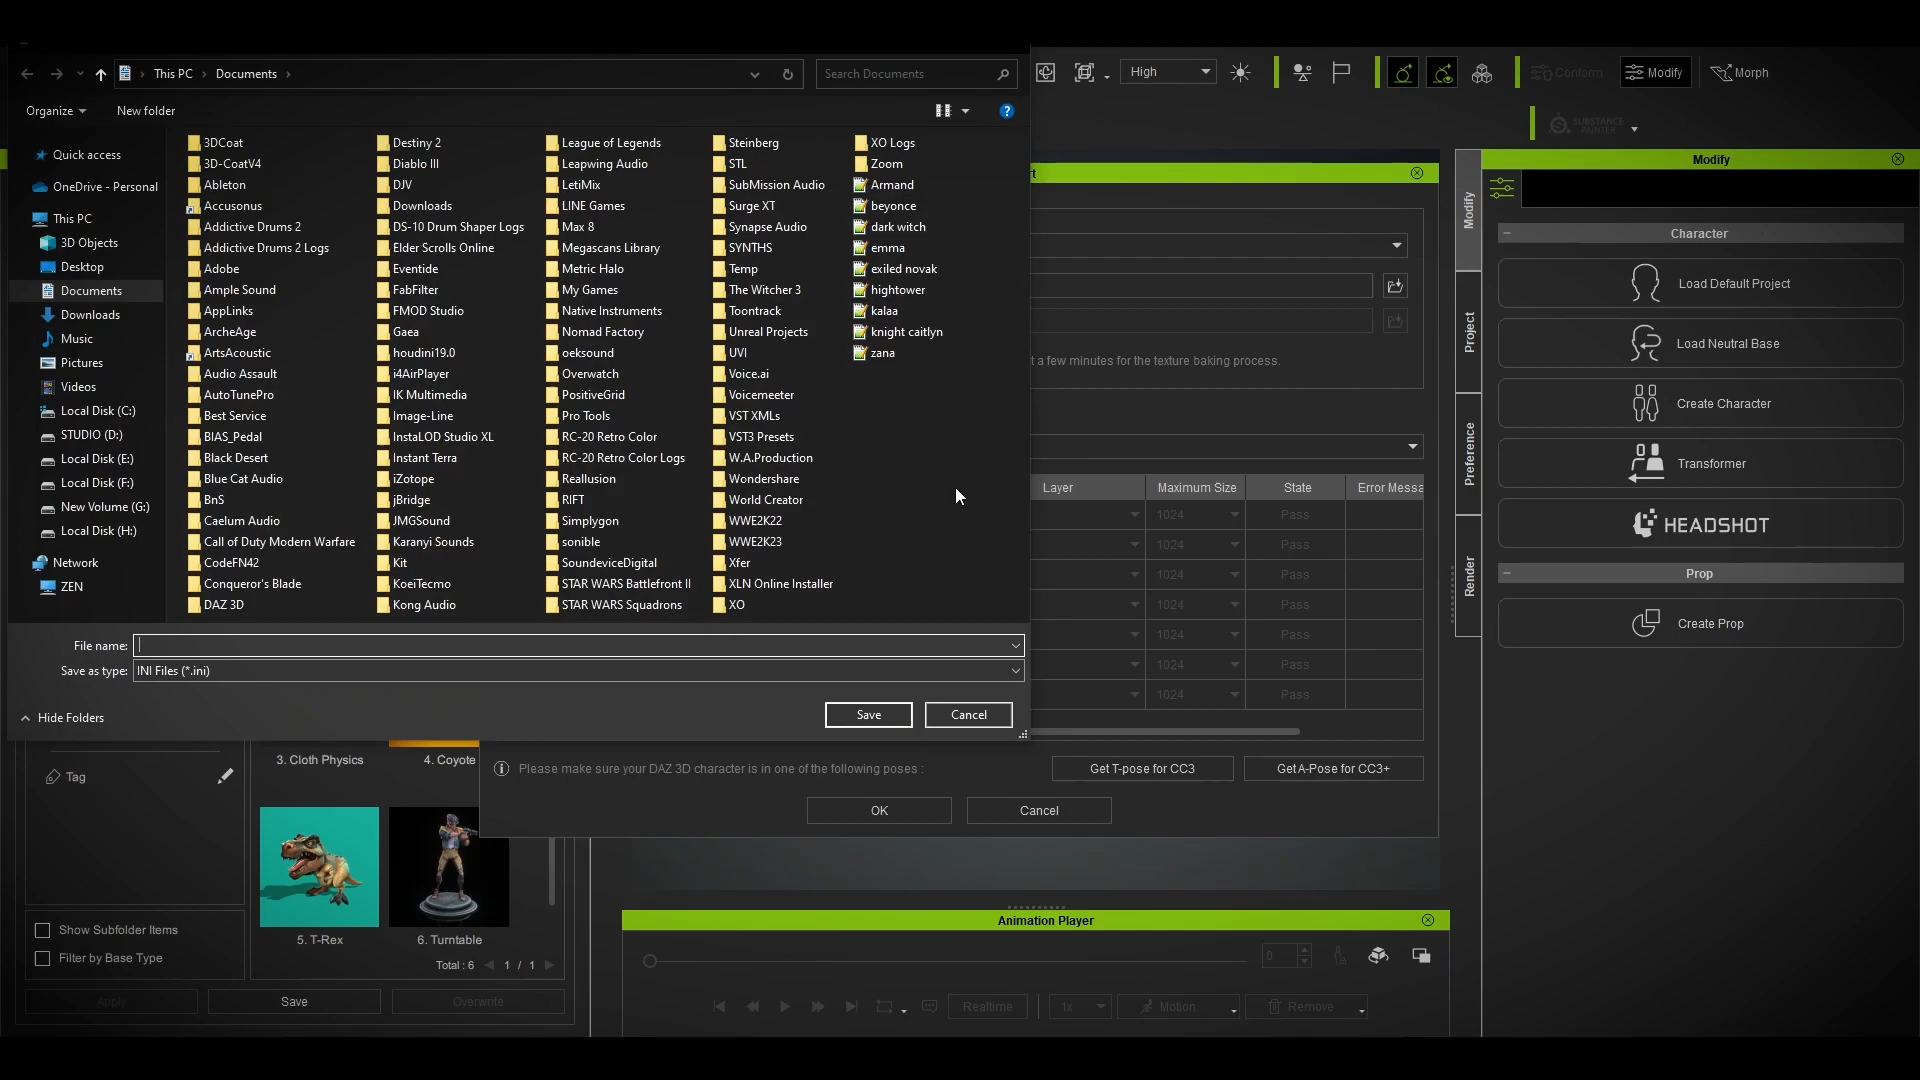 This PC
Documents
Search Documents
High
Conform
Modify
Morph
Organize
New folder
SUBSTANCE
PAINTER
Quick access
OneDrive - Personal
This PC
3D Objects
Desktop
Documents
Downloads
Music
Pictures
Videos
Local Disk (C:)
STUDIO (D:)
Local Disk (E:)
Local Disk (F:)
New Volume (G:)
Local Disk (H:)
Network
ZEN
3DCoat
3D-CoatV4
Ableton
Accusonus
Addictive Drums 2
Addictive Drums 2 Logs
Adobe
Ample Sound
AppLinks
ArcheAge
ArtsAcoustic
Audio Assault
AutoTunePro
Best Service
BIAS_Pedal
Black Desert
Blue Cat Audio
BnS
Caelum Audio
Call of Duty Modern Warfare
CodeFN42
Conqueror's Blade
DAZ 3D
Destiny 2
Diablo III
DJV
Downloads
DS-10 Drum Shaper Logs
Elder Scrolls Online
Eventide
FabFilter
FMOD Studio
Gaea
houdini19.0
i4AirPlayer
IK Multimedia
Image-Line
InstaLOD Studio XL
Instant Terra
iZotope
jBridge
JMGSound
Karanyi Sounds
Kit
KoeiTecmo
Kong Audio
League of Legends
Leapwing Audio
LetiMix
LINE Games
Max 8
Megascans Library
Metric Halo
My Games
Native Instruments
Nomad Factory
oeksound
Overwatch
PositiveGrid
Pro Tools
RC-20 Retro Color
RC-20 Retro Color Logs
Reallusion
RIFT
Simplygon
sonible
SoundeviceDigital
STAR WARS Battlefront II
STAR WARS Squadrons
Steinberg
STL
SubMission Audio
Surge XT
Synapse Audio
SYNTHS
Temp
The Witcher 3
Toontrack
Unreal Projects
UVI
Voice.ai
Voicemeeter
VST XMLs
VST3 Presets
W.A.Production
Wondershare
World Creator
WWE2K22
WWE2K23
Xfer
XLN Online Installer
XO
XO Logs
Zoom
Armand
beyonce
dark witch
emma
exiled novak
hightower
kalaa
knight caitlyn
zana
File name:
Save as type:
INI Files (*.ini)
Hide Folders
Save
Cancel
rt
t a few minutes for the texture baking process.
Layer
Maximum Size
State
Error Messa
1024
Pass
1024
Pass
1024
Pass
1024
Pass
1024
Pass
1024
Pass
1024
Pass
Please make sure your DAZ 3D character is in one of the following poses :
Get T-pose for CC3
Get A-Pose for CC3+
OK
Cancel
Modify
Project
Preference
Render
Modify
Character
Load Default Project
Load Neutral Base
Create Character
Transformer
HEADSHOT
Prop
Create Prop
Tag
3. Cloth Physics
4. Coyote
5. T-Rex
6. Turntable
Show Subfolder Items
Filter by Base Type
Total : 6
1 / 1
Apply
Save
Overwrite
Animation Player
0
Realtime
1x
Motion
Remove